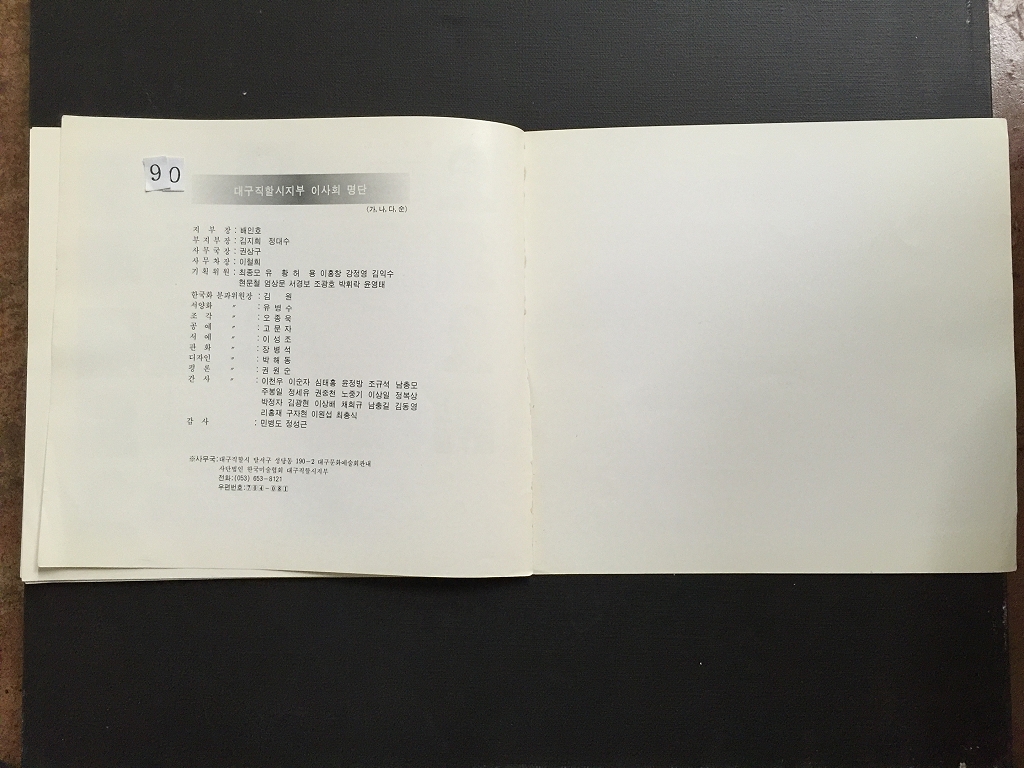 90
대구직할시지부 이사회 명단
(가, 나, 다, 순)
지 부 장 : 배인호
부 지 부 장 : 김지희 정대수
사 무 국 장 : 권상구
사 무 차 장 : 이철희
기 획 위 원 : 최종모 유 황 허 용 이홍창 강정영 김익수
현문철 엄상문 서경보 조광호 박휘락 윤영태
한국화 분과위원장 : 김 원
서양화 〃 : 유 병 수
조 각 〃 : 오 종 욱
공 예 〃 : 고 문 자
서 예 〃 : 이 성 조
판 화 〃 : 장 병 석
디자인 〃 : 박 해 동
평 론 〃 : 권 원 순
간 사 〃 : 이천우 이순자 심태흥 윤정방 조규석 남충모
주봉일 정세유 권중천 노중기 이상일 정복상
박정자 김광현 이상배 채희규 남충길 김동영
리홍재 구자현 이원섭 최송식
감 사 : 민병도 정성근
※사무국:대구직할시 달서구 성당동 190-2 대구문화예술회관내
사단법인 한국미술협회 대구직할시지부
전화:(053) 653-8121
우편번호:704-081